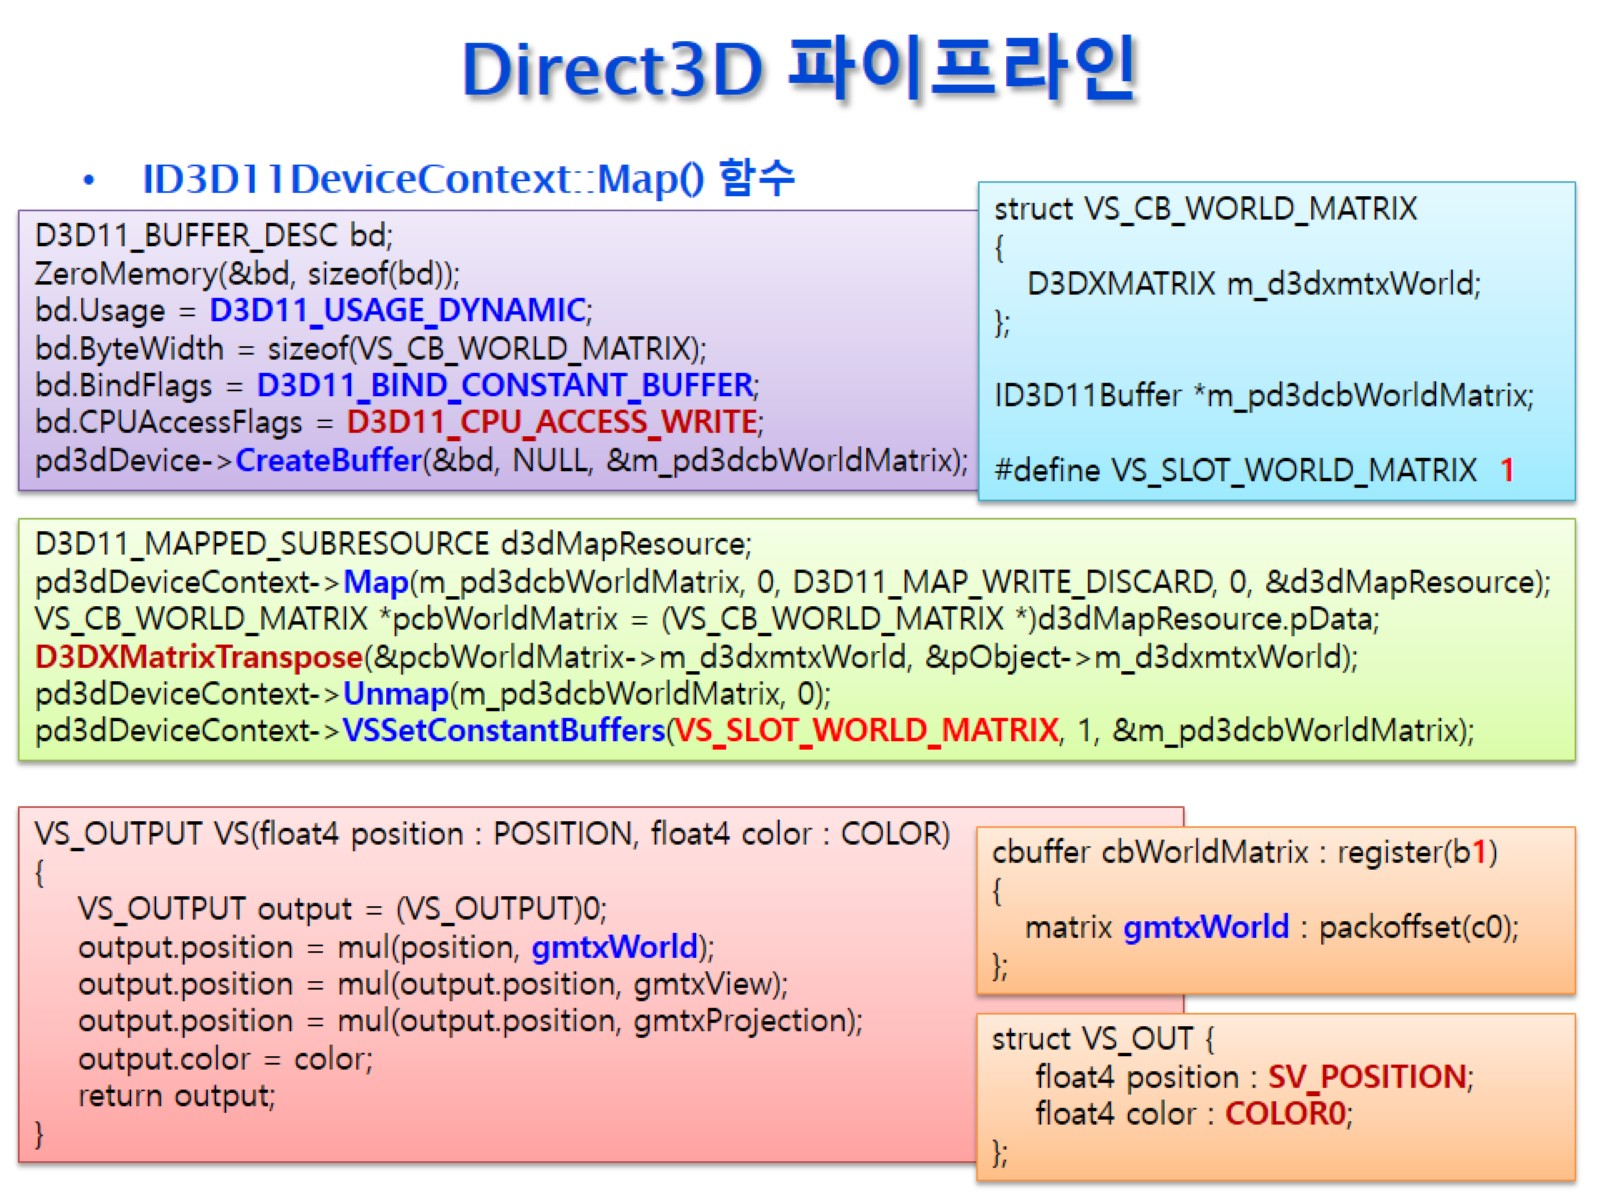 Direct3D 파이프라인
• ID3D11DeviceContext::Map() 함수
D3D11_BUFFER_DESC bd;
ZeroMemory(&bd, sizeof(bd));
bd.Usage = D3D11_USAGE_DYNAMIC;
bd.ByteWidth = sizeof(VS_CB_WORLD_MATRIX);
bd.BindFlags = D3D11_BIND_CONSTANT_BUFFER;
bd.CPUAccessFlags = D3D11_CPU_ACCESS_WRITE;
pd3dDevice->CreateBuffer(&bd, NULL, &m_pd3dcbWorldMatrix);
struct VS_CB_WORLD_MATRIX
{
D3DXMATRIX m_d3dxmtxWorld;
};
ID3D11Buffer *m_pd3dcbWorldMatrix;
#define VS_SLOT_WORLD_MATRIX 1
D3D11_MAPPED_SUBRESOURCE d3dMapResource;
pd3dDeviceContext->Map(m_pd3dcbWorldMatrix, 0, D3D11_MAP_WRITE_DISCARD, 0, &d3dMapResource);
VS_CB_WORLD_MATRIX *pcbWorldMatrix = (VS_CB_WORLD_MATRIX *)d3dMapResource.pData;
D3DXMatrixTranspose(&pcbWorldMatrix->m_d3dxmtxWorld, &pObject->m_d3dxmtxWorld);
pd3dDeviceContext->Unmap(m_pd3dcbWorldMatrix, 0);
pd3dDeviceContext->VSSetConstantBuffers(VS_SLOT_WORLD_MATRIX, 1, &m_pd3dcbWorldMatrix);
VS_OUTPUT VS(float4 position : POSITION, float4 color : COLOR)
{
VS_OUTPUT output = (VS_OUTPUT)0;
output.position = mul(position, gmtxWorld);
output.position = mul(output.position, gmtxView);
output.position = mul(output.position, gmtxProjection);
output.color = color;
return output;
}
cbuffer cbWorldMatrix : register(b1)
{
matrix gmtxWorld : packoffset(c0);
};
struct VS_OUT {
float4 position : SV_POSITION;
float4 color : COLOR0;
};